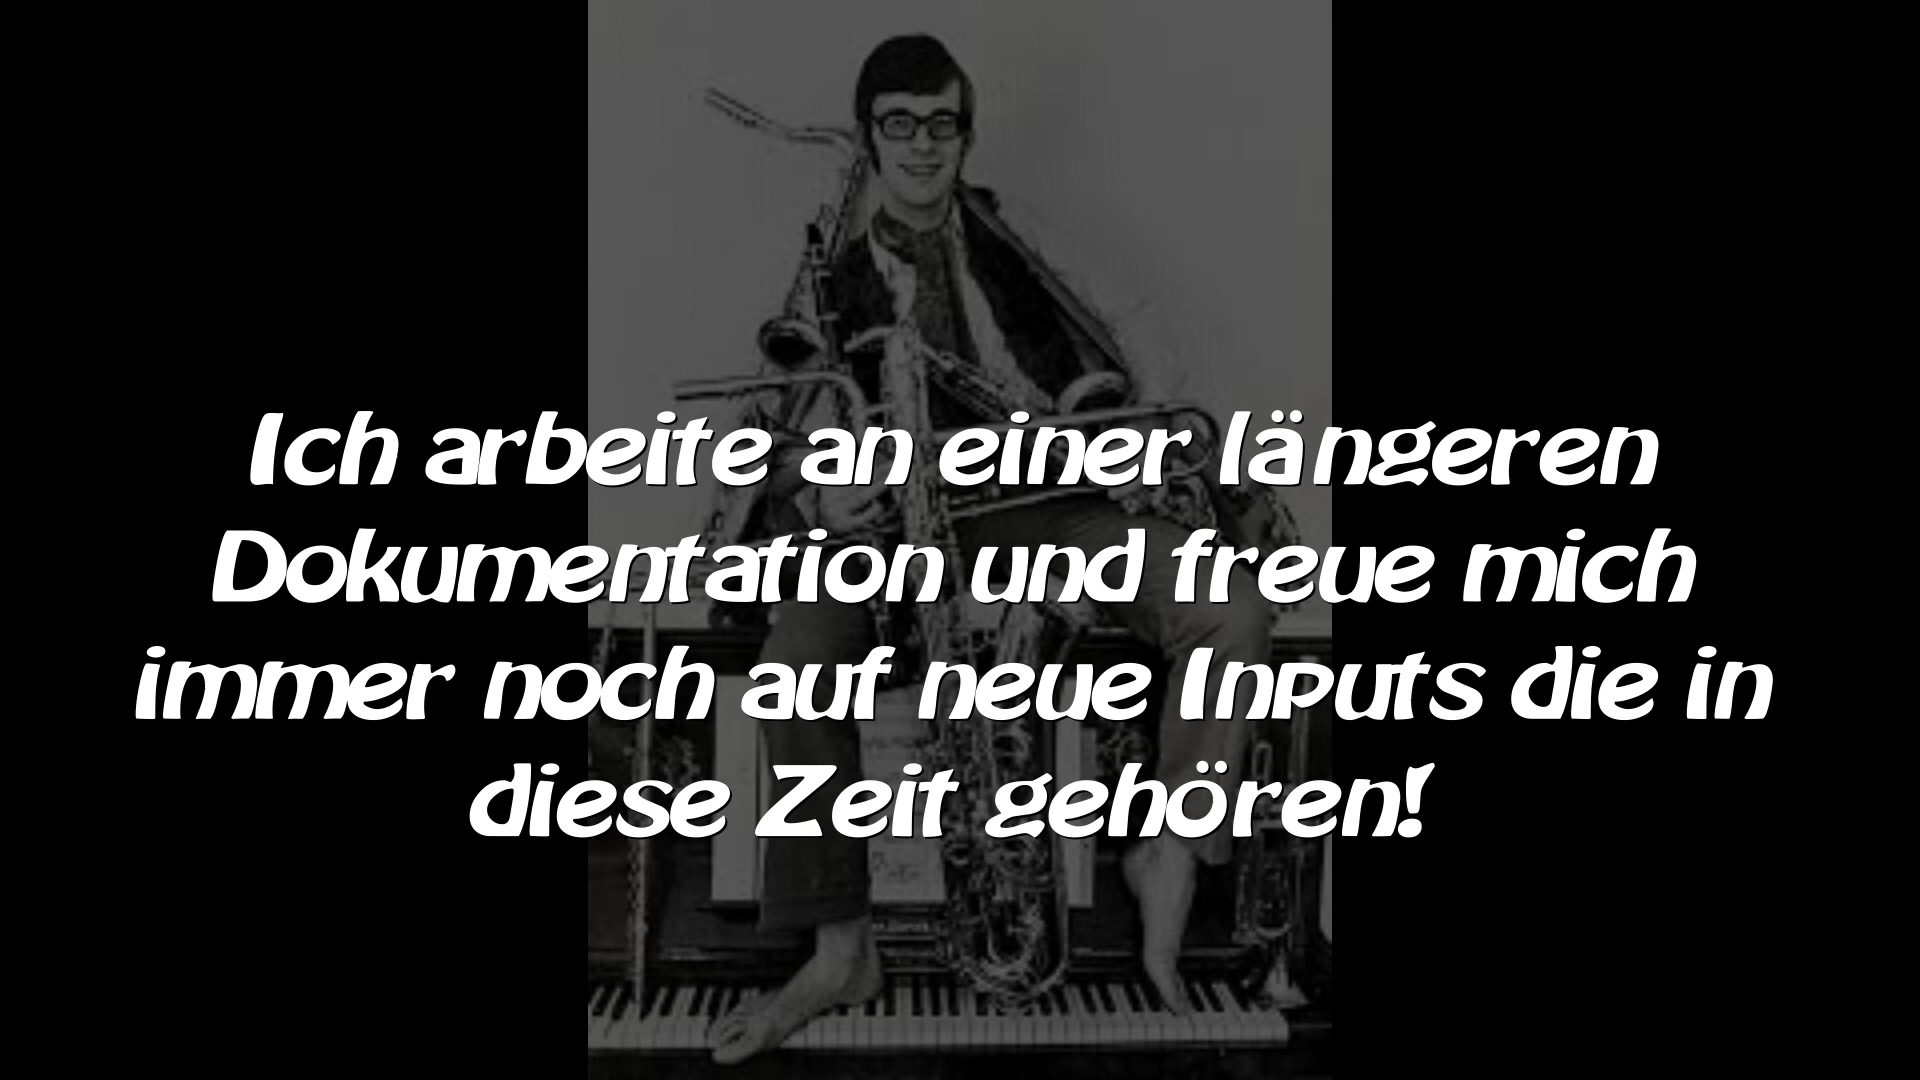 Ich arbeite an einer längeren
Dokumentation und freue mich
immer noch auf neue Inputs die in
diese Zeit gehören!